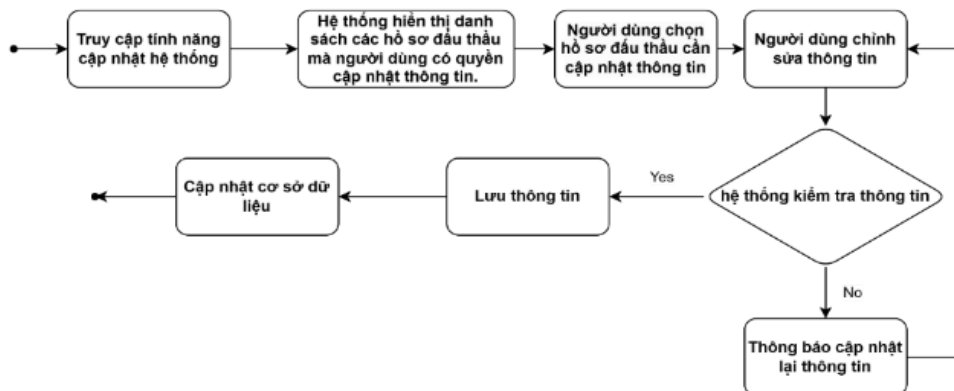 Truy cập tính năng
cập nhật hệ thống
Hệ thống hiển thị danh
sách các hồ sơ đấu thầu
mà người dùng có quyền
cập nhật thông tin.
Người dùng chọn
hồ sơ đấu thầu cần
cập nhật thông tin
Người dùng chỉnh
sửa thông tin
hệ thống kiểm tra thông tin
Yes
Lưu thông tin
Cập nhật cơ sở dữ
liệu
No
Thông báo cập nhật
lại thông tin